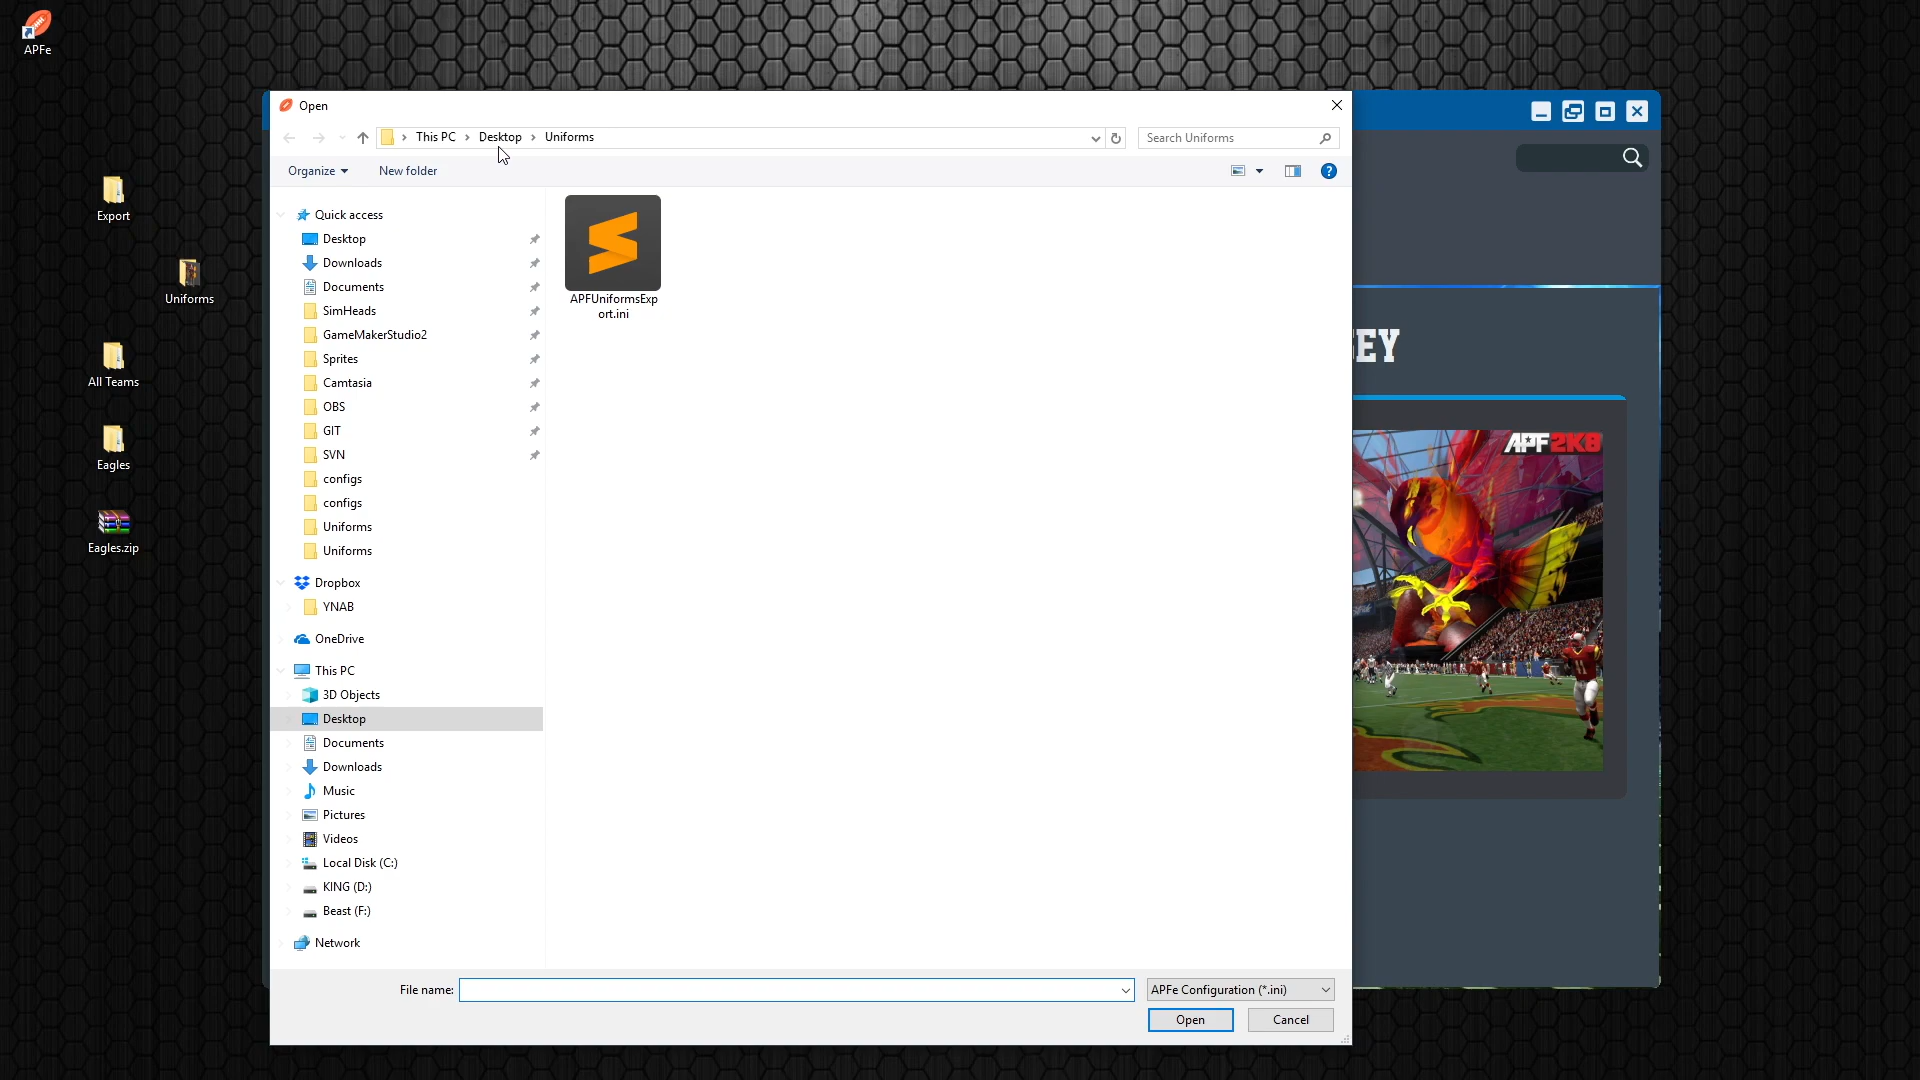 APFe
Export
Uniforms
All Teams
Eagles
Eagles.zip
Open
This PC
Desktop
Uniforms
Search Uniforms
Organize
New folder
Quick access
Desktop
Downloads
Documents
SimHeads
GameMakerStudio2
Sprites
Camtasia
OBS
GIT
SVN
configs
configs
Uniforms
Uniforms
Dropbox
YNAB
OneDrive
This PC
3D Objects
Desktop
Documents
Downloads
Music
Pictures
Videos
Local Disk (C:)
KING (D:)
Beast (F:)
Network
APFUniformsExp
ort.ini
EY
APF2K8
11
File name:
APFe Configuration (*.ini)
Open
Cancel